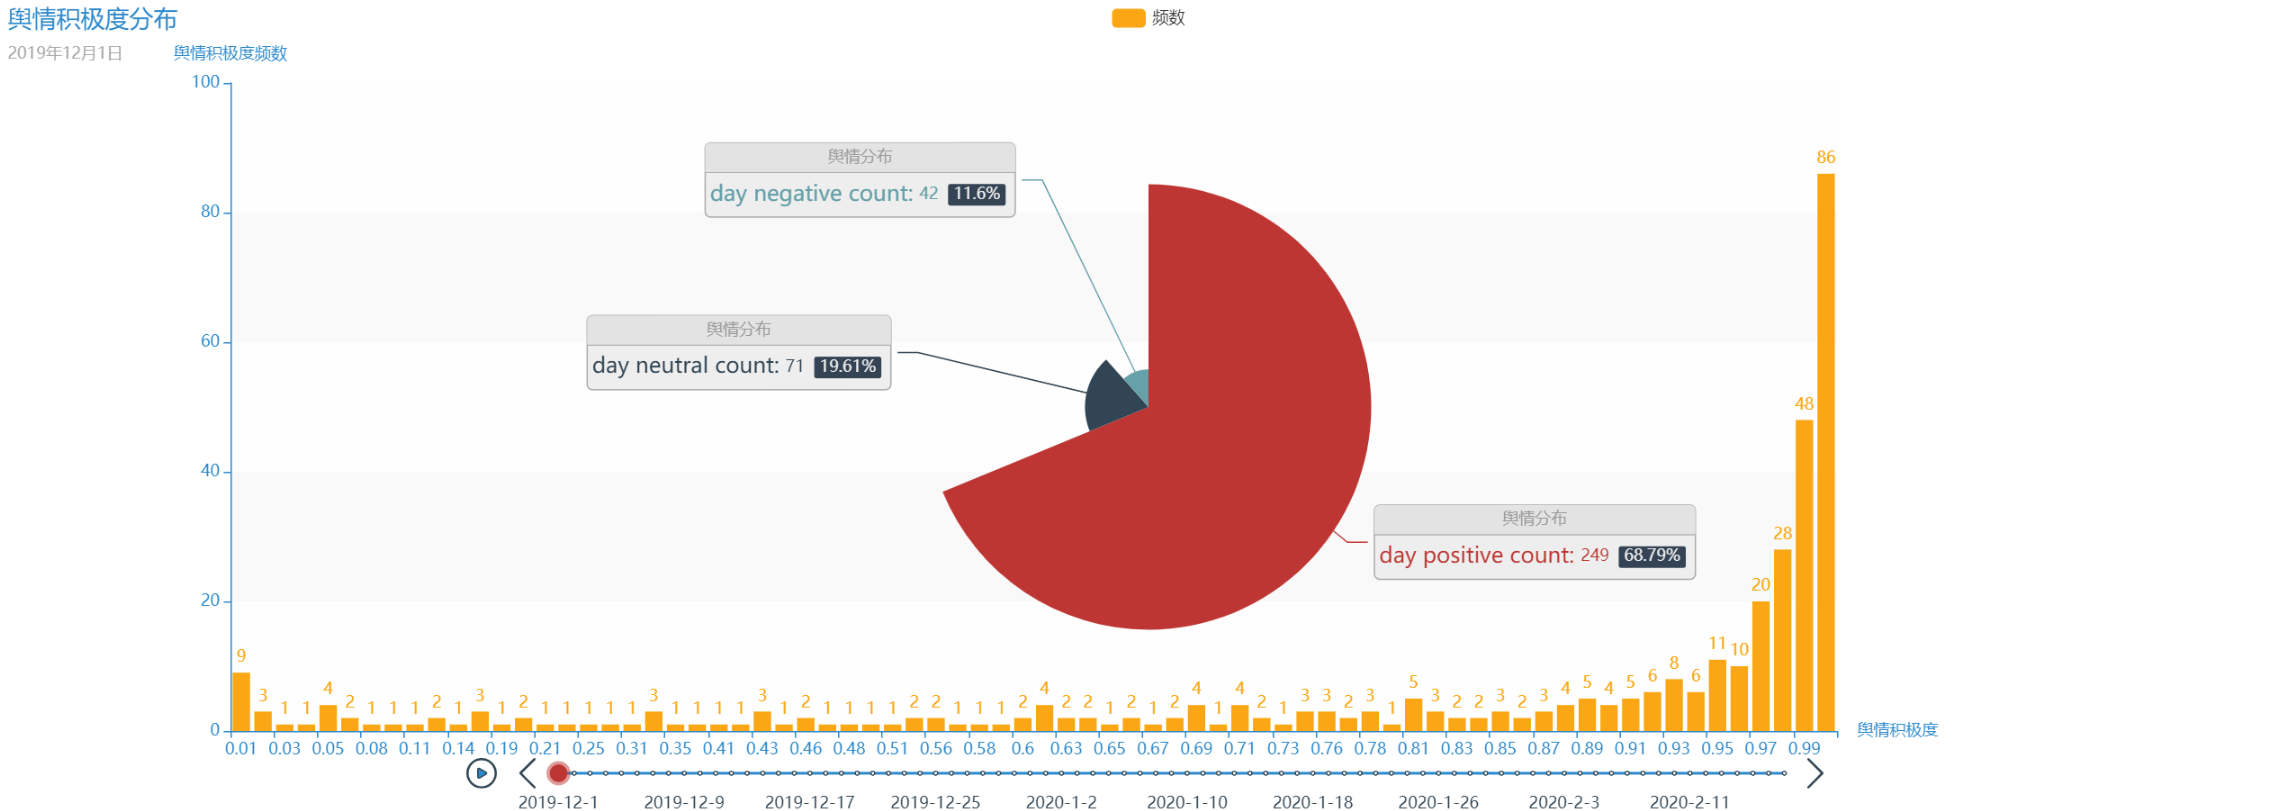 舆情积极度分布
频数
2019年12月1日
舆情积极度频数
100
80
60
40
20
0
舆情分布
day negative count: 42 11.6%
舆情分布
day neutral count: 71 19.61%
舆情分布
day positive count: 249 68.79%
9 3 1 1 4 2 1 1 1 2 1 3 1 2 1 1 1 1 1 3 1 1 1 1 3 1 2 1 1 1 1 2 2 1 1 1 2 4 2 2 1 2 1 2 4 1 4 2 1 3 3 2 3 1 5 3 2 2 3 2 3 4 5 4 5 6 8 6 11 10 20 28 48 86
0.01 0.03 0.05 0.08 0.11 0.14 0.19 0.21 0.25 0.31 0.35 0.41 0.43 0.46 0.48 0.51 0.56 0.58 0.6 0.63 0.65 0.67 0.69 0.71 0.73 0.76 0.78 0.81 0.83 0.85 0.87 0.89 0.91 0.93 0.95 0.97 0.99
舆情积极度
2019-12-1 2019-12-9 2019-12-17 2019-12-25 2020-1-2 2020-1-10 2020-1-18 2020-1-26 2020-2-3 2020-2-11